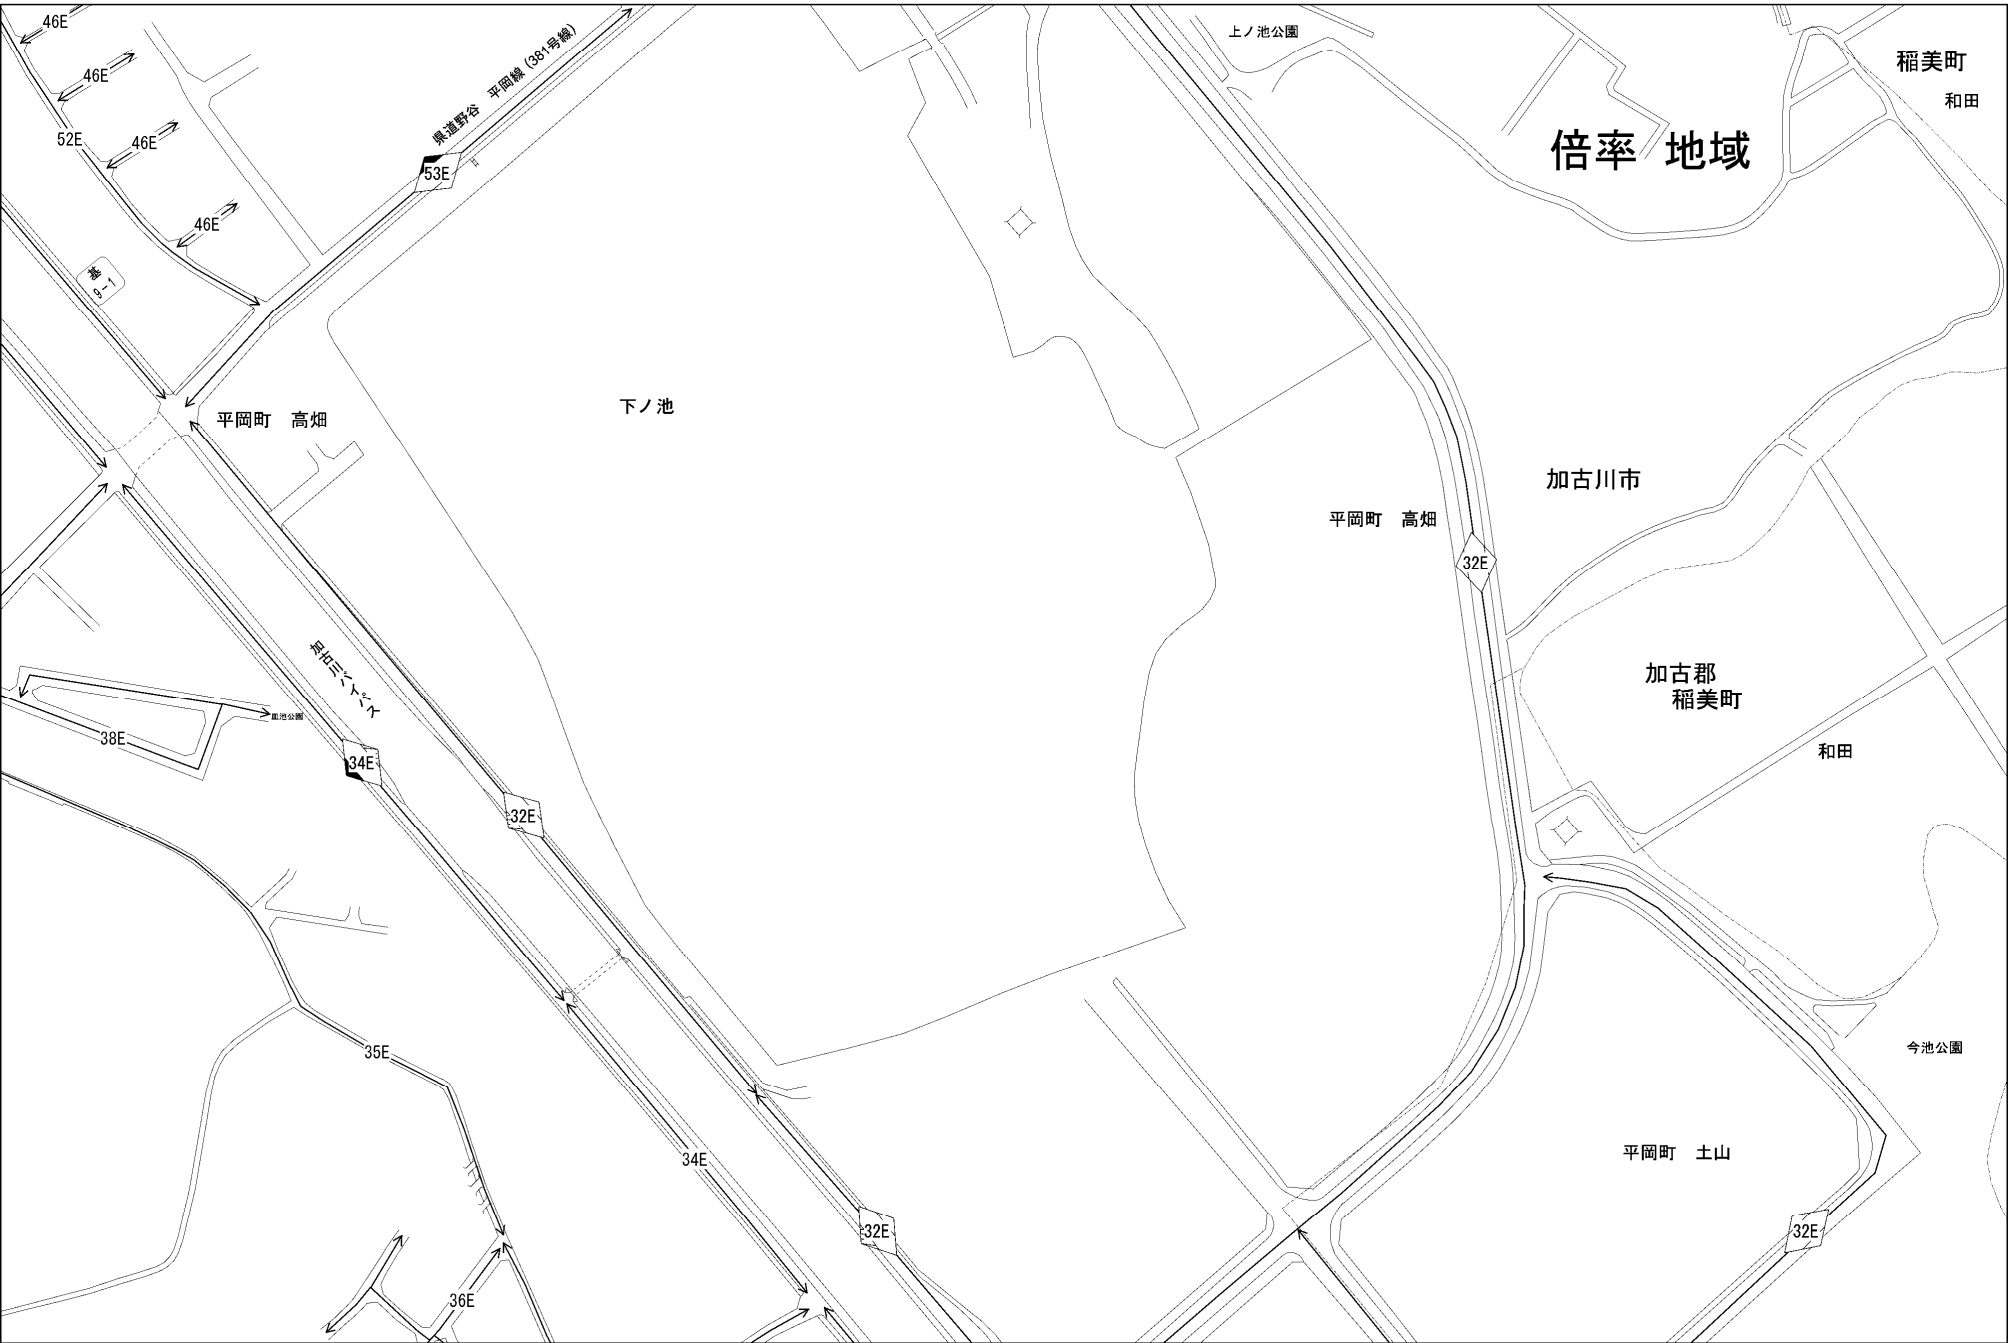 46E
上ノ池公園
県道野谷　平岡線 (381号線)
稲美町
46E
和田
52E
46E
倍率　地域
53E
46E
基
9-1
下ノ池
平岡町　高畑
加古川市
平岡町　高畑
32E
加古川バイパス
加古郡
稲美町
皿池公園
38E
和田
34E
32E
35E
今池公園
34E
平岡町　土山
32E
32E
36E